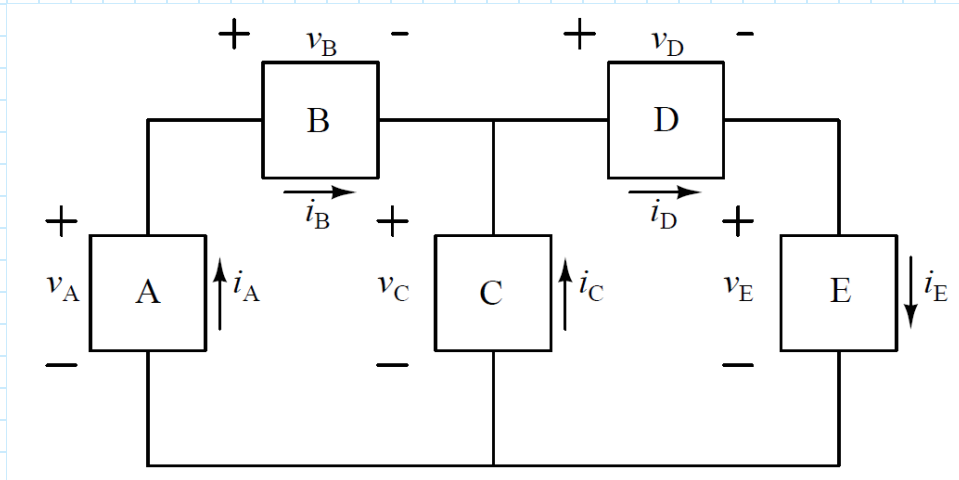 + v_B - + v_D -
B D
i_B i_D
+ + +
v_A A i_A v_C C i_C v_E E i_E
− − −